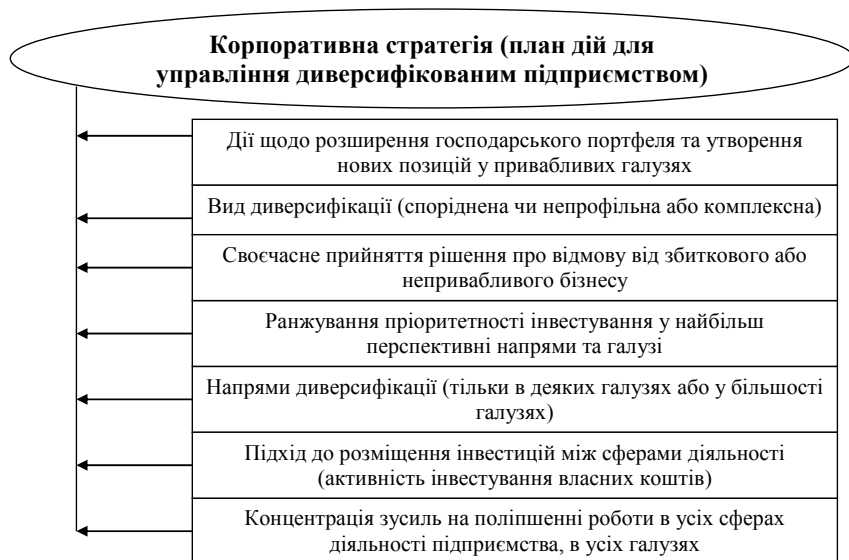 Корпоративна стратегія (план дій для
управління диверсифікованим підприємством)
Дії щодо розширення господарського портфеля та утворення
нових позицій у привабливих галузях
Вид диверсифікації (споріднена чи непрофільна або комплексна)
Своєчасне прийняття рішення про відмову від збиткового або
непривабливого бізнесу
Ранжування пріоритетності інвестування у найбільш
перспективні напрями та галузі
Напрями диверсифікації (тільки в деяких галузях або у більшості
галузях)
Підхід до розміщення інвестицій між сферами діяльності
(активність інвестування власних коштів)
Концентрація зусиль на поліпшенні роботи в усіх сферах
діяльності підприємства, в усіх галузях